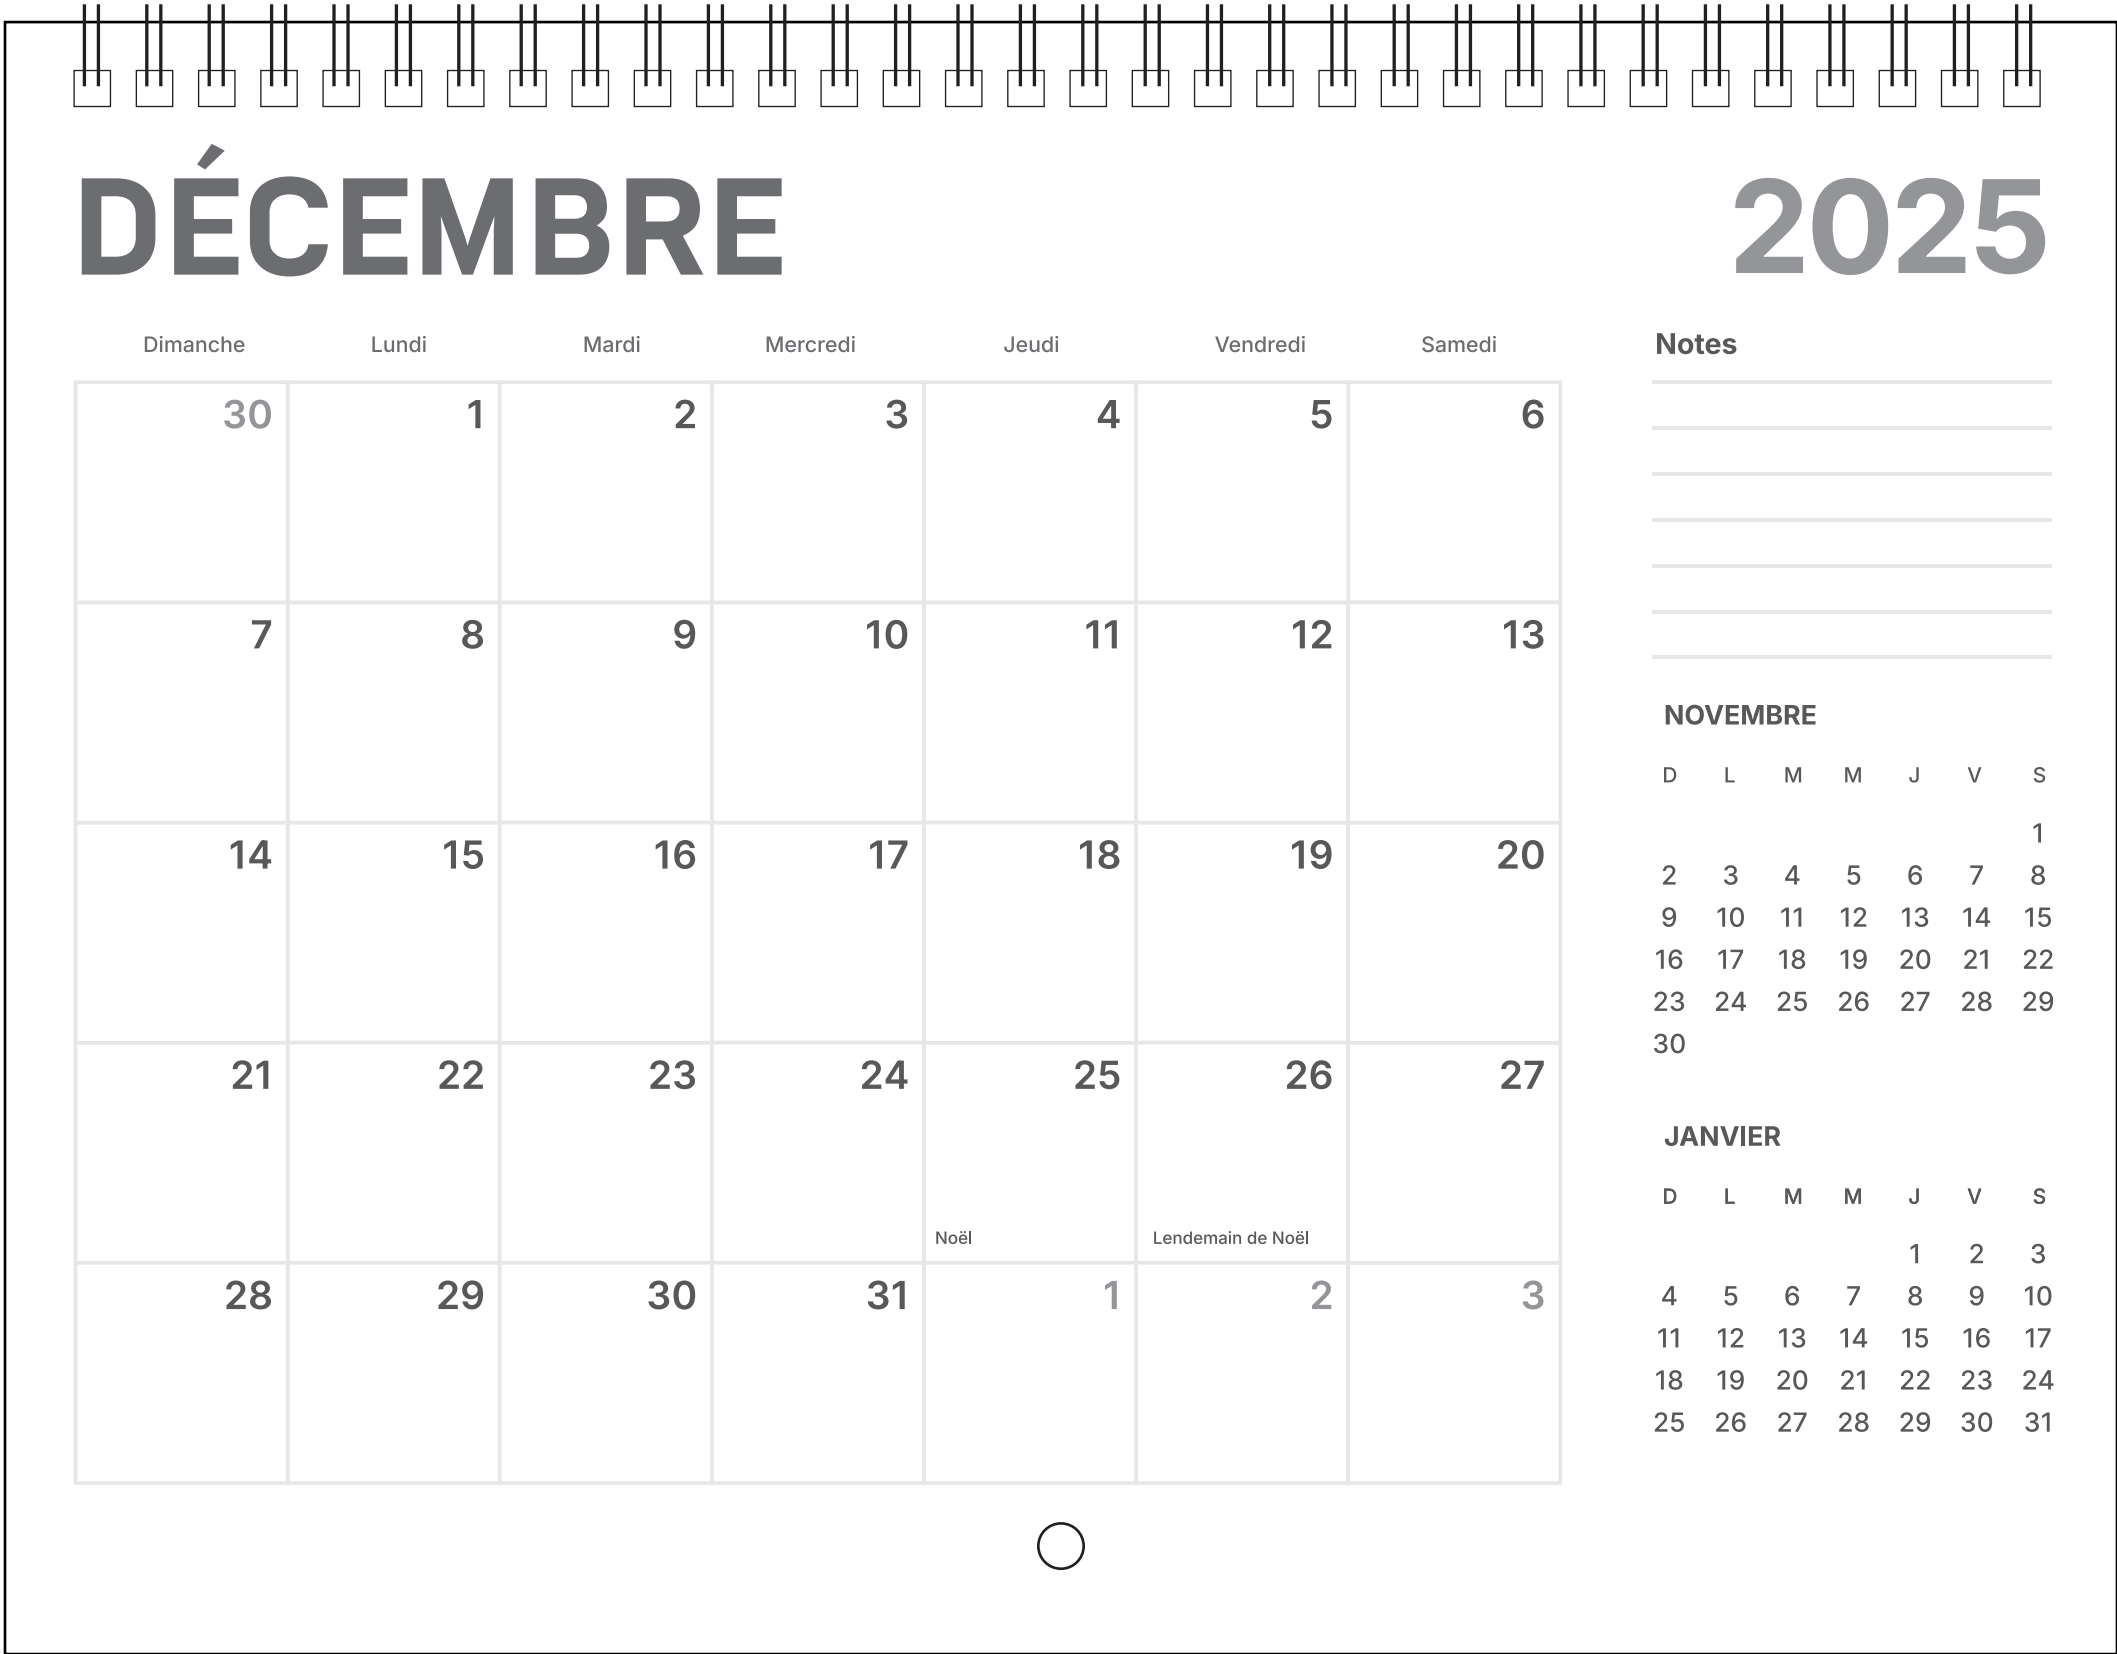 DÉCEMBRE 2025
Dimanche Lundi Mardi Mercredi Jeudi Vendredi Samedi
30 1 2 3 4 5 6
7 8 9 10 11 12 13
14 15 16 17 18 19 20
21 22 23 24 25 26 27
Noël Lendemain de Noël
28 29 30 31 1 2 3
Notes
NOVEMBRE
D L M M J V S
1
2 3 4 5 6 7 8
9 10 11 12 13 14 15
16 17 18 19 20 21 22
23 24 25 26 27 28 29
30
JANVIER
D L M M J V S
1 2 3
4 5 6 7 8 9 10
11 12 13 14 15 16 17
18 19 20 21 22 23 24
25 26 27 28 29 30 31